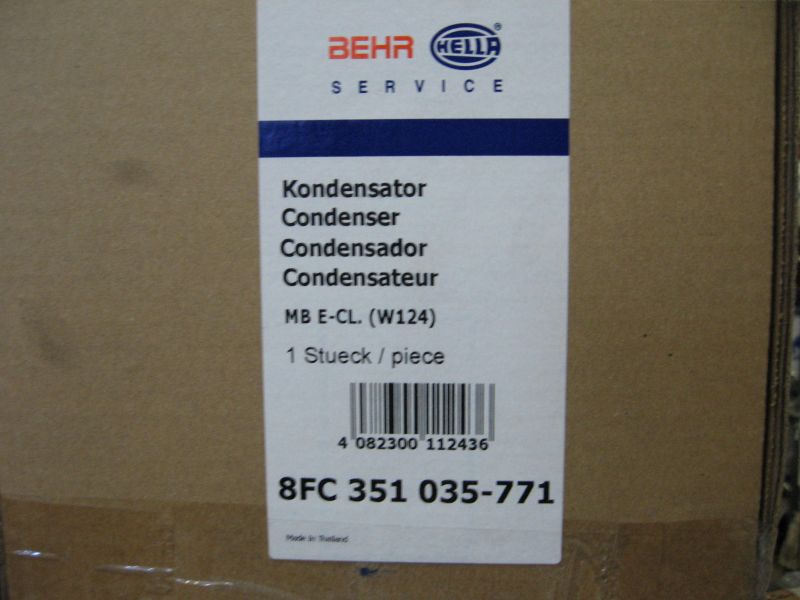 BEHR HELLA®
SERVICE
Kondensator
Condenser
Condensador
Condensateur
MB E-CL. (W124)
1 Stueck / piece
4 082300 112436
8FC 351 035-771
Made in Thailand